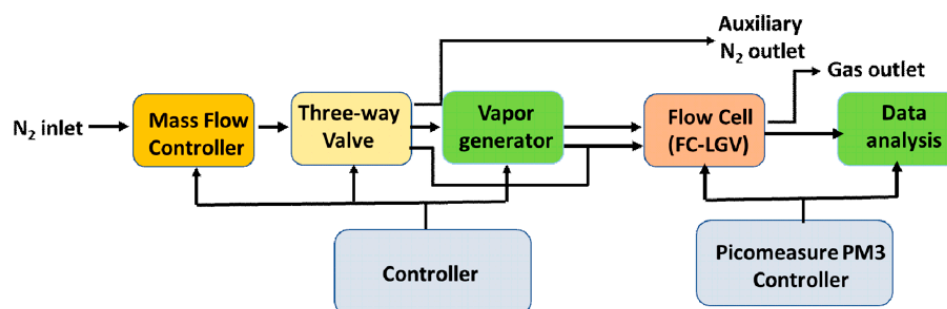 Auxiliary
N2 outlet
Gas outlet
N2 inlet
Mass Flow
Controller
Three-way
Valve
Vapor
generator
Flow Cell
(FC-LGV)
Data
analysis
Controller
Picomeasure PM3
Controller